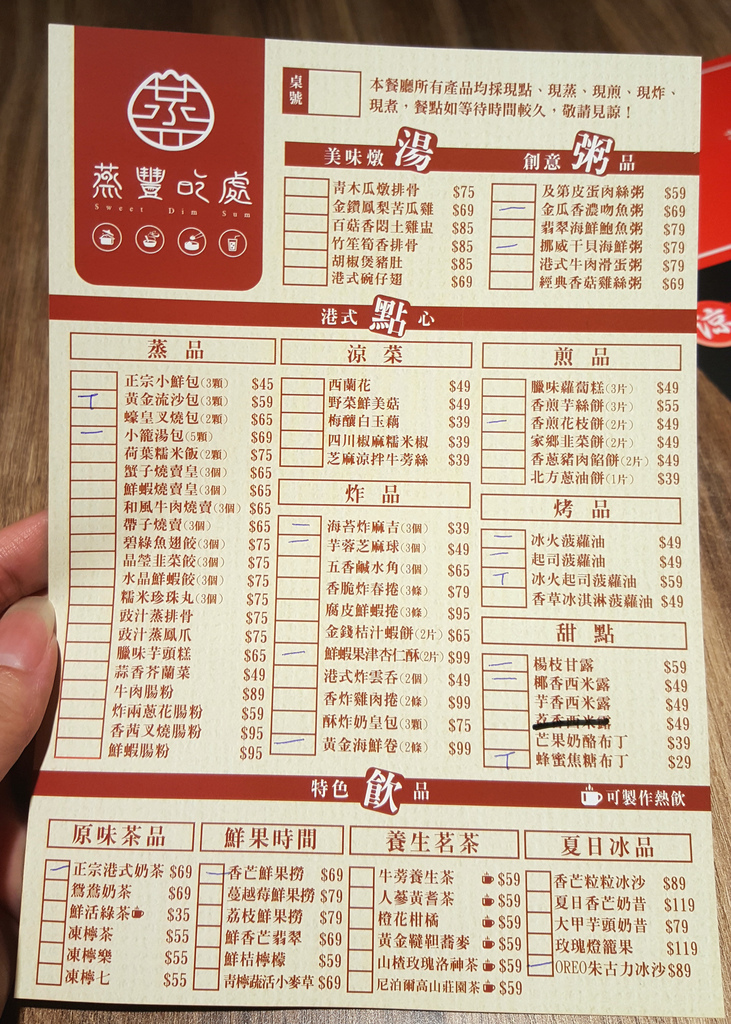 蒸
蒸豐吃處
Sweet Dim Sum
桌號
本餐廳所有產品均採現點、現蒸、現煎、現炸、
現煮，餐點如等待時間較久，敬請見諒！
美味燉湯
青木瓜燉排骨 $75
金鑽鳳梨苦瓜雞 $69
百菇香悶土雞盅 $85
竹笙筍香排骨 $85
胡椒煲豬肚 $85
港式碗仔翅 $69
創意粥品
及第皮蛋肉絲粥 $59
金瓜香濃吻魚粥 $69
翡翠海鮮鮑魚粥 $79
挪威干貝海鮮粥 $79
港式牛肉滑蛋粥 $79
經典香菇雞絲粥 $69
港式點心
蒸品
正宗小鮮包(3顆) $45
黃金流沙包(3顆) $59
蠔皇叉燒包(2顆) $65
小籠湯包(5顆) $69
荷葉糯米飯(2顆) $75
蟹子燒賣皇(3個) $65
鮮蝦燒賣皇(3個) $65
和風牛肉燒賣(3個) $65
帶子燒賣(3個) $65
碧綠魚翅餃(3個) $75
晶瑩韭菜餃(3個) $75
水晶鮮蝦餃(3個) $75
糯米珍珠丸(3個) $75
豉汁蒸排骨 $75
豉汁蒸鳳爪 $75
臘味芋頭糕 $65
蒜香芥蘭菜 $49
牛肉腸粉 $89
炸兩蔥花腸粉 $59
香茜叉燒腸粉 $95
鮮蝦腸粉 $95
涼菜
西蘭花 $49
野菜鮮美菇 $49
梅釀白玉藕 $39
四川椒麻糯米椒 $39
芝麻涼拌牛蒡絲 $39
炸品
海苔炸麻吉(3個) $39
芋蓉芝麻球(3個) $49
五香鹹水角(3個) $65
香脆炸春捲(3條) $79
腐皮鮮蝦捲(3條) $95
金錢桔汁蝦餅(2片) $65
鮮蝦果津杏仁酥(2片) $99
港式炸雲吞(2個) $49
香炸雞肉捲(2條) $99
酥炸奶皇包(3顆) $75
黃金海鮮卷(2條) $99
煎品
臘味蘿蔔糕(3片) $49
香煎芋絲餅(3片) $55
香煎花枝餅(2片) $49
家鄉韭菜餅(2片) $49
香蔥豬肉餡餅(2片) $49
北方蔥油餅(1片) $39
烤品
冰火菠蘿油 $49
起司菠蘿油 $49
冰火起司菠蘿油 $59
香草冰淇淋菠蘿油 $49
甜點
楊枝甘露 $59
椰香西米露 $49
芋香西米露 $49
香西米露 $49
芒果奶酪布丁 $39
蜂蜜焦糖布丁 $29
特色飲品
可製作熱飲
原味茶品
正宗港式奶茶 $69
鴛鴦奶茶 $69
鮮活綠茶 $35
凍檸茶 $55
凍檸樂 $55
凍檸七 $55
鮮果時間
香芒鮮果撈 $69
蔓越莓鮮果撈 $79
荔枝鮮果撈 $79
鮮香芒翡翠 $69
鮮桔檸檬 $59
青檸蔬活小麥草 $69
養生茗茶
牛蒡養生茶 $59
人蔘黃耆茶 $59
橙花柑橘 $59
黃金韃靼蕎麥 $59
山楂玫瑰洛神茶 $59
尼泊爾高山莊園茶 $59
夏日冰品
香芒粒粒冰沙 $89
夏日香芒奶昔 $119
大甲芋頭奶昔 $79
玫瑰燈籠果 $119
OREO朱古力冰沙 $89
涼